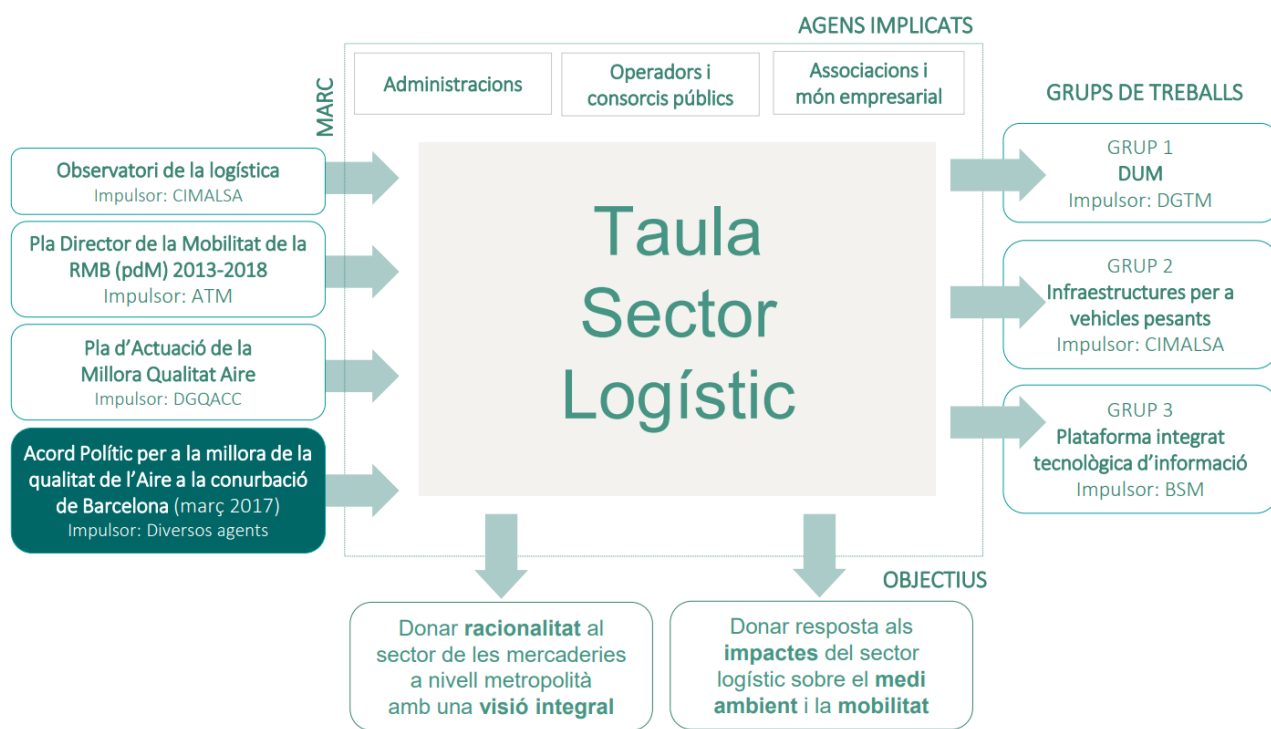 AGENS IMPLICATS
MARC
Administracions
Operadors i
consorcis públics
Associacions i
món empresarial
Observatori de la logística
Impulsor: CIMALSA
Pla Director de la Mobilitat de la
RMB (pdM) 2013-2018
Impulsor: ATM
Pla d’Actuació de la
Millora Qualitat Aire
Impulsor: DGQACC
Acord Polític per a la millora de la
qualitat de l’Aire a la conurbació
de Barcelona (març 2017)
Impulsor: Diversos agents
Taula
Sector
Logístic
GRUPS DE TREBALLS
GRUP 1
DUM
Impulsor: DGTM
GRUP 2
Infraestructures per a
vehicles pesants
Impulsor: CIMALSA
GRUP 3
Plataforma integrat
tecnològica d’informació
Impulsor: BSM
OBJECTIUS
Donar racionalitat al
sector de les mercaderies
a nivell metropolità
amb una visió integral
Donar resposta als
impactes del sector
logístic sobre el medi
ambient i la mobilitat